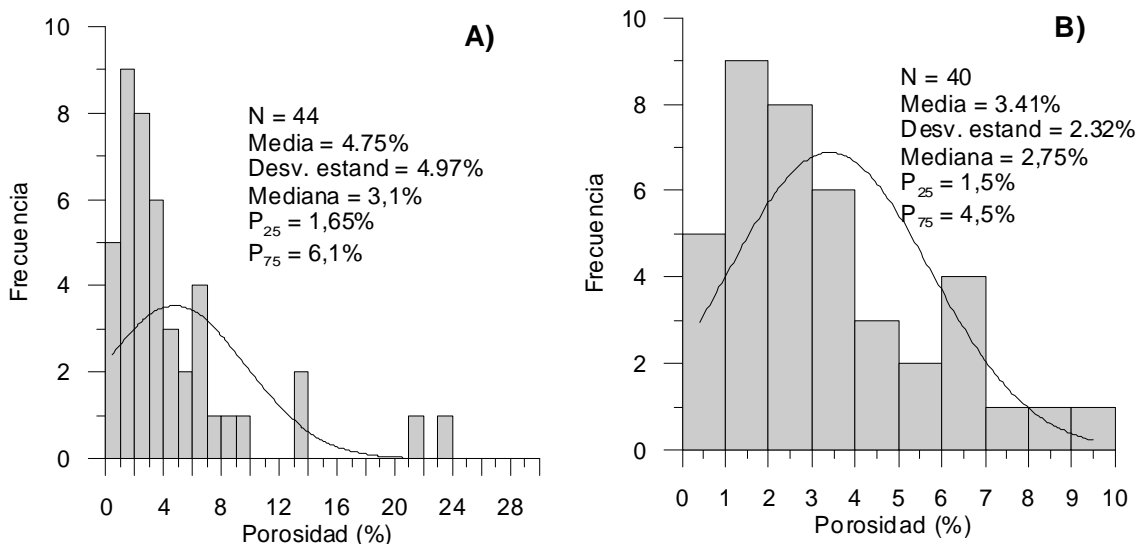 A)
10
8
6
4
2
0
Frecuencia
N = 44
Media = 4.75%
Desv. estand = 4.97%
Mediana = 3,1%
P25 = 1,65%
P75 = 6,1%
0 4 8 12 16 20 24 28
Porosidad (%)
B)
10
8
6
4
2
0
Frecuencia
N = 40
Media = 3.41%
Desv. estand = 2.32%
Mediana = 2,75%
P25 = 1,5%
P75 = 4,5%
0 1 2 3 4 5 6 7 8 9 10
Porosidad (%)